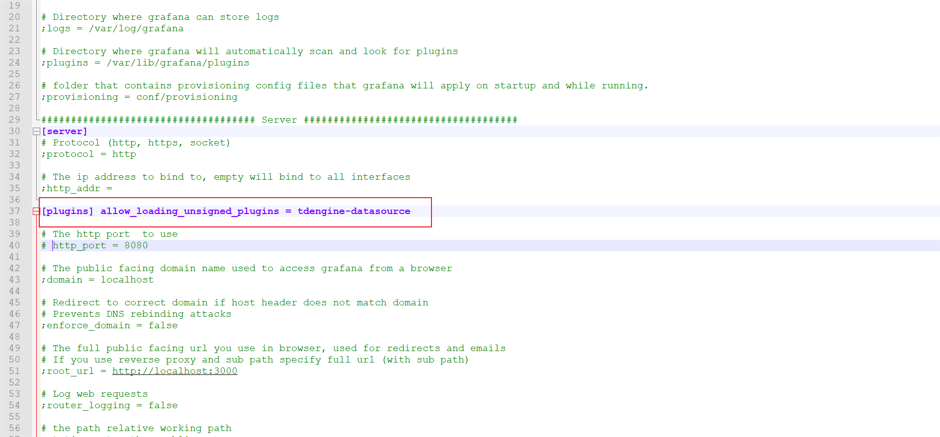 19
20 # Directory where grafana can store logs
21 ;logs = /var/log/grafana
22
23 # Directory where grafana will automatically scan and look for plugins
24 ;plugins = /var/lib/grafana/plugins
25
26 # folder that contains provisioning config files that grafana will apply on startup and while running.
27 ;provisioning = conf/provisioning
28
29 #################################### Server ####################################
30 [server]
31 # Protocol (http, https, socket)
32 ;protocol = http
33
34 # The ip address to bind to, empty will bind to all interfaces
35 ;http_addr =
36
37 [plugins] allow_loading_unsigned_plugins = tdengine-datasource
38
39 # The http port  to use
40 # http_port = 8080
41
42 # The public facing domain name used to access grafana from a browser
43 ;domain = localhost
44
45 # Redirect to correct domain if host header does not match domain
46 # Prevents DNS rebinding attacks
47 ;enforce_domain = false
48
49 # The full public facing url you use in browser, used for redirects and emails
50 # If you use reverse proxy and sub path specify full url (with sub path)
51 ;root_url = http://localhost:3000
52
53 # Log web requests
54 ;router_logging = false
55
56 # the path relative working path